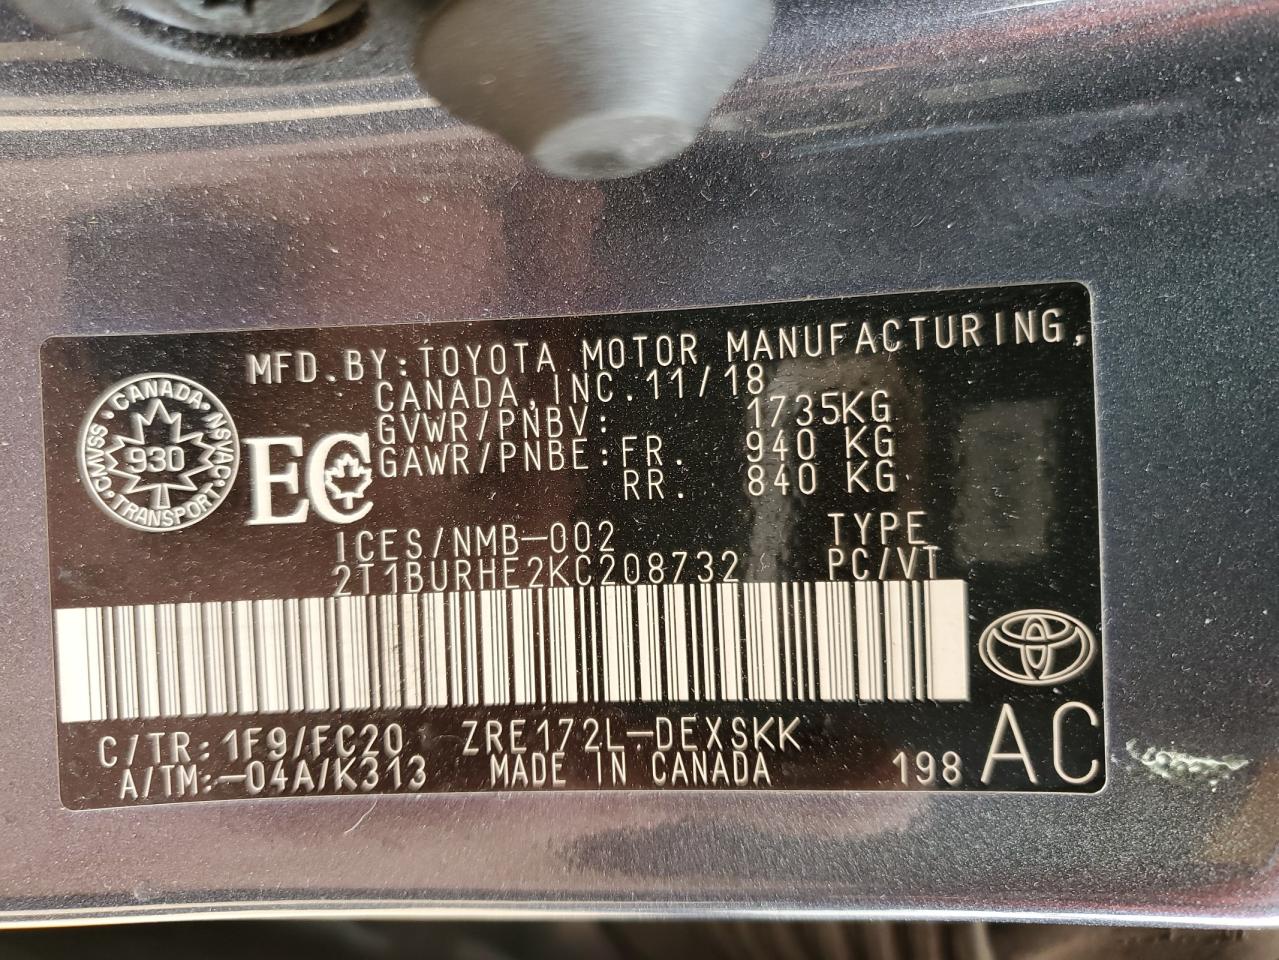 MFD.BY:TOYOTA MOTOR MANUFACTURING,
CANADA,INC. 11/18
GVWR/PNBV: 1735KG
GAWR/PNBE:FR. 940 KG
RR. 840 KG
CANADA
CMVSS · NSVAC
930
TRANSPORT
EC
ICES/NMB-002 TYPE
2T1BURHE2KC208732 PC/VT
C/TR:1F9/FC20 ZRE172L-DEXSKK
A/TM:-04A/K313 MADE IN CANADA 198 AC